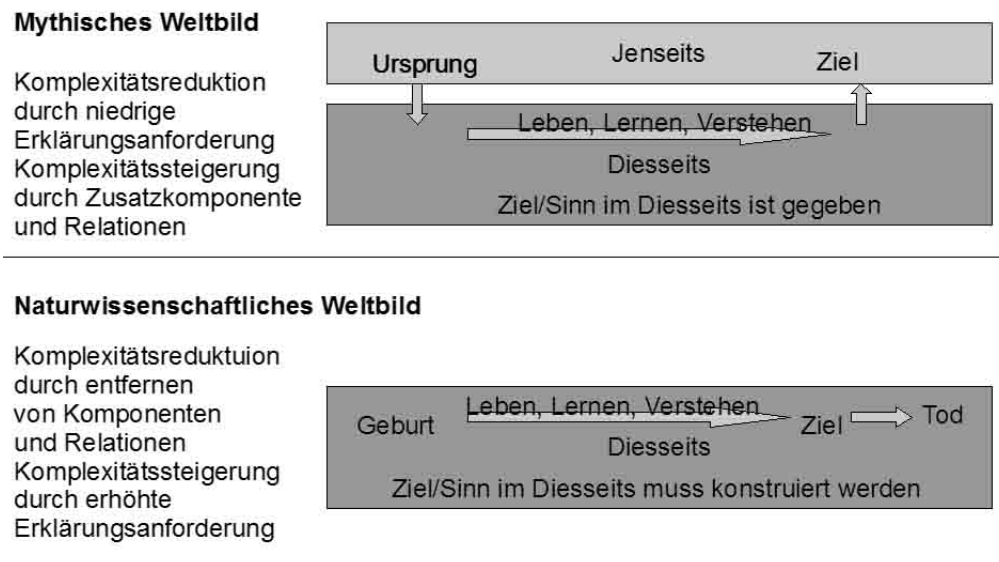 Mythisches Weltbild
Komplexitätsreduktion
durch niedrige
Erklärungsanforderung
Komplexitätssteigerung
durch Zusatzkomponente
und Relationen
Ursprung
Jenseits
Ziel
Leben, Lernen, Verstehen
Diesseits
Ziel/Sinn im Diesseits ist gegeben
Naturwissenschaftliches Weltbild
Komplexitätsreduktuion
durch entfernen
von Komponenten
und Relationen
Komplexitätssteigerung
durch erhöhte
Erklärungsanforderung
Geburt
Leben, Lernen, Verstehen
Ziel
Tod
Diesseits
Ziel/Sinn im Diesseits muss konstruiert werden